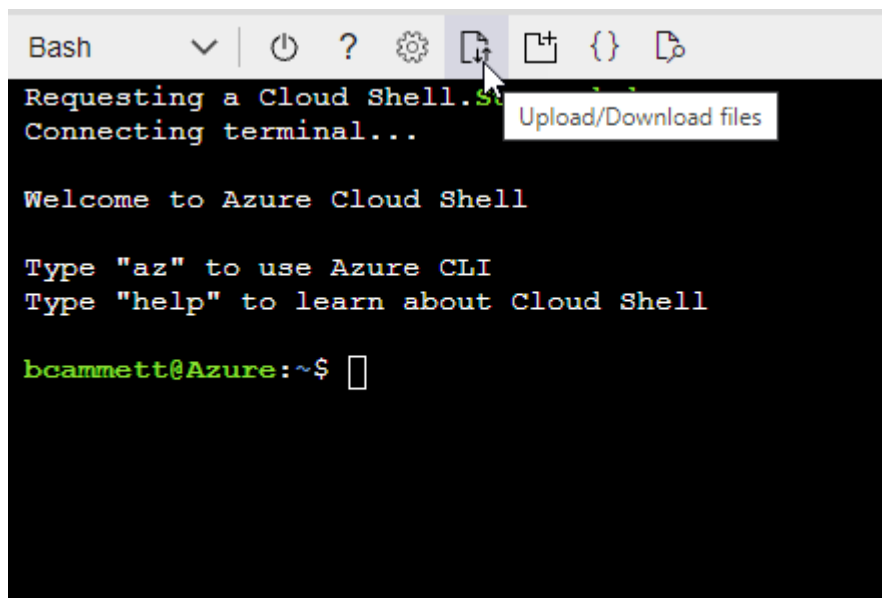 Bash
Requesting a Cloud Shell.
Upload/Download files
Connecting terminal...
Welcome to Azure Cloud Shell
Type "az" to use Azure CLI
Type "help" to learn about Cloud Shell
bcammett@Azure:~$